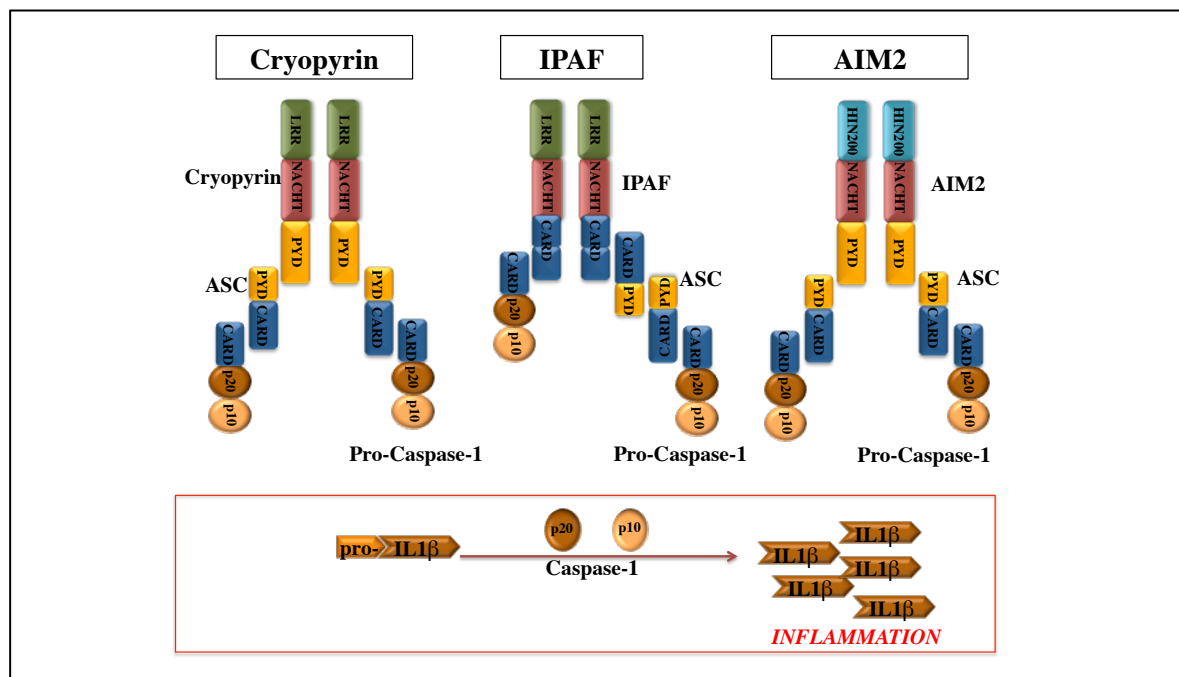 Cryopyrin
LRR
LRR
Cryopyrin
NACHT
NACHT
PYD
PYD
ASC
PYD
PYD
CARD
CARD
CARD
CARD
p20
p20
p10
p10
Pro-Caspase-1
IPAF
LRR
LRR
NACHT
NACHT
IPAF
CARD
CARD
CARD
CARD
PYD
PYD
ASC
p20
p10
CARD
CARD
p20
p10
Pro-Caspase-1
AIM2
HIN200
HIN200
NACHT
NACHT
AIM2
PYD
PYD
PYD
PYD
ASC
CARD
CARD
CARD
CARD
p20
p20
p10
p10
Pro-Caspase-1
pro-
IL1β
p20
p10
Caspase-1
IL1β
IL1β
IL1β
IL1β
IL1β
INFLAMMATION